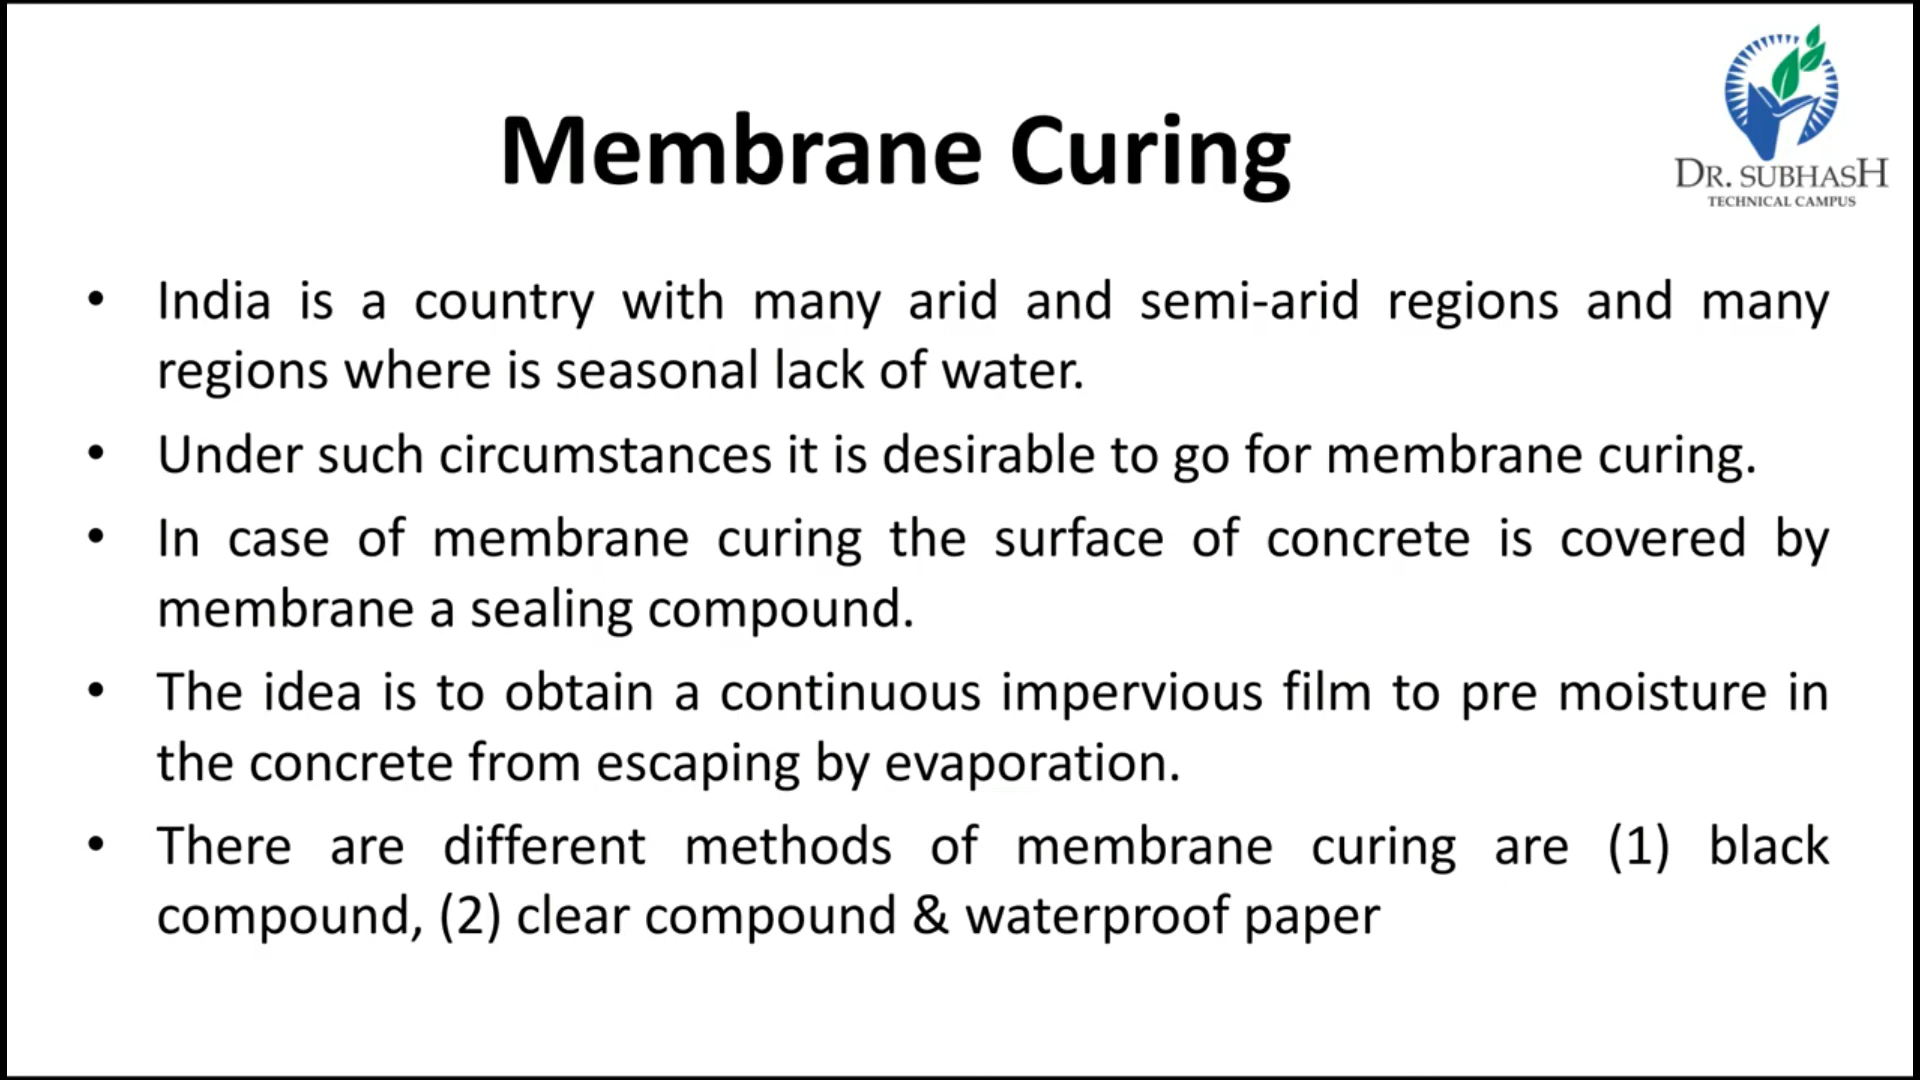 DR. SUBHASH
TECHNICAL CAMPUS
Membrane Curing
• India is a country with many arid and semi-arid regions and many
regions where is seasonal lack of water.
• Under such circumstances it is desirable to go for membrane curing.
• In case of membrane curing the surface of concrete is covered by
membrane a sealing compound.
• The idea is to obtain a continuous impervious film to pre moisture in
the concrete from escaping by evaporation.
• There are different methods of membrane curing are (1) black
compound, (2) clear compound & waterproof paper